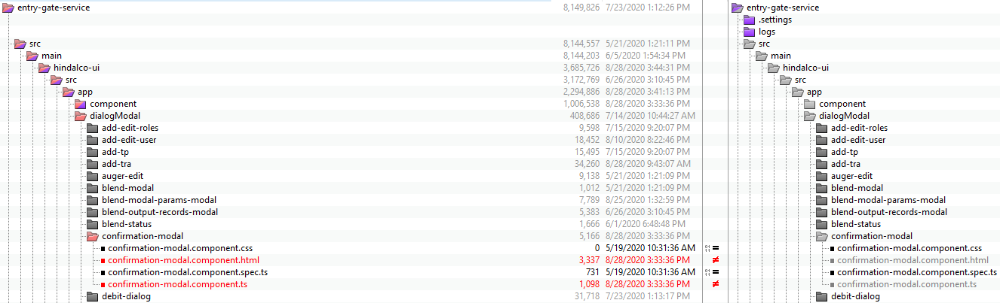 entry-gate-service 8,149,826 7/23/2020 1:12:26 PM entry-gate-service
.settings
logs
src 8,144,557 5/21/2020 1:21:11 PM src
main 8,144,203 6/5/2020 1:54:34 PM main
hindalco-ui 3,685,726 8/28/2020 3:44:31 PM hindalco-ui
src 3,172,769 6/26/2020 3:10:45 PM src
app 2,294,886 8/28/2020 3:41:13 PM app
component 1,006,538 8/28/2020 3:33:36 PM component
dialogModal 408,686 7/14/2020 10:44:27 AM dialogModal
add-edit-roles 9,598 7/15/2020 9:20:07 PM add-edit-roles
add-edit-user 18,452 8/10/2020 8:22:46 PM add-edit-user
add-tp 15,495 7/15/2020 9:20:07 PM add-tp
add-tra 34,260 8/28/2020 9:43:07 AM add-tra
auger-edit 9,138 5/21/2020 1:21:09 PM auger-edit
blend-modal 1,012 5/21/2020 1:21:09 PM blend-modal
blend-modal-params-modal 7,789 8/25/2020 1:32:59 PM blend-modal-params-modal
blend-output-records-modal 5,383 6/26/2020 3:10:45 PM blend-output-records-modal
blend-status 1,666 6/1/2020 6:48:48 PM blend-status
confirmation-modal 5,166 8/28/2020 3:33:36 PM confirmation-modal
confirmation-modal.component.css 0 5/19/2020 10:31:36 AM = confirmation-modal.component.css
confirmation-modal.component.html 3,337 8/28/2020 3:33:36 PM ≠ confirmation-modal.component.html
confirmation-modal.component.spec.ts 731 5/19/2020 10:31:36 AM = confirmation-modal.component.spec.ts
confirmation-modal.component.ts 1,098 8/28/2020 3:33:36 PM ≠ confirmation-modal.component.ts
debit-dialog 31,718 7/23/2020 1:13:17 PM debit-dialog